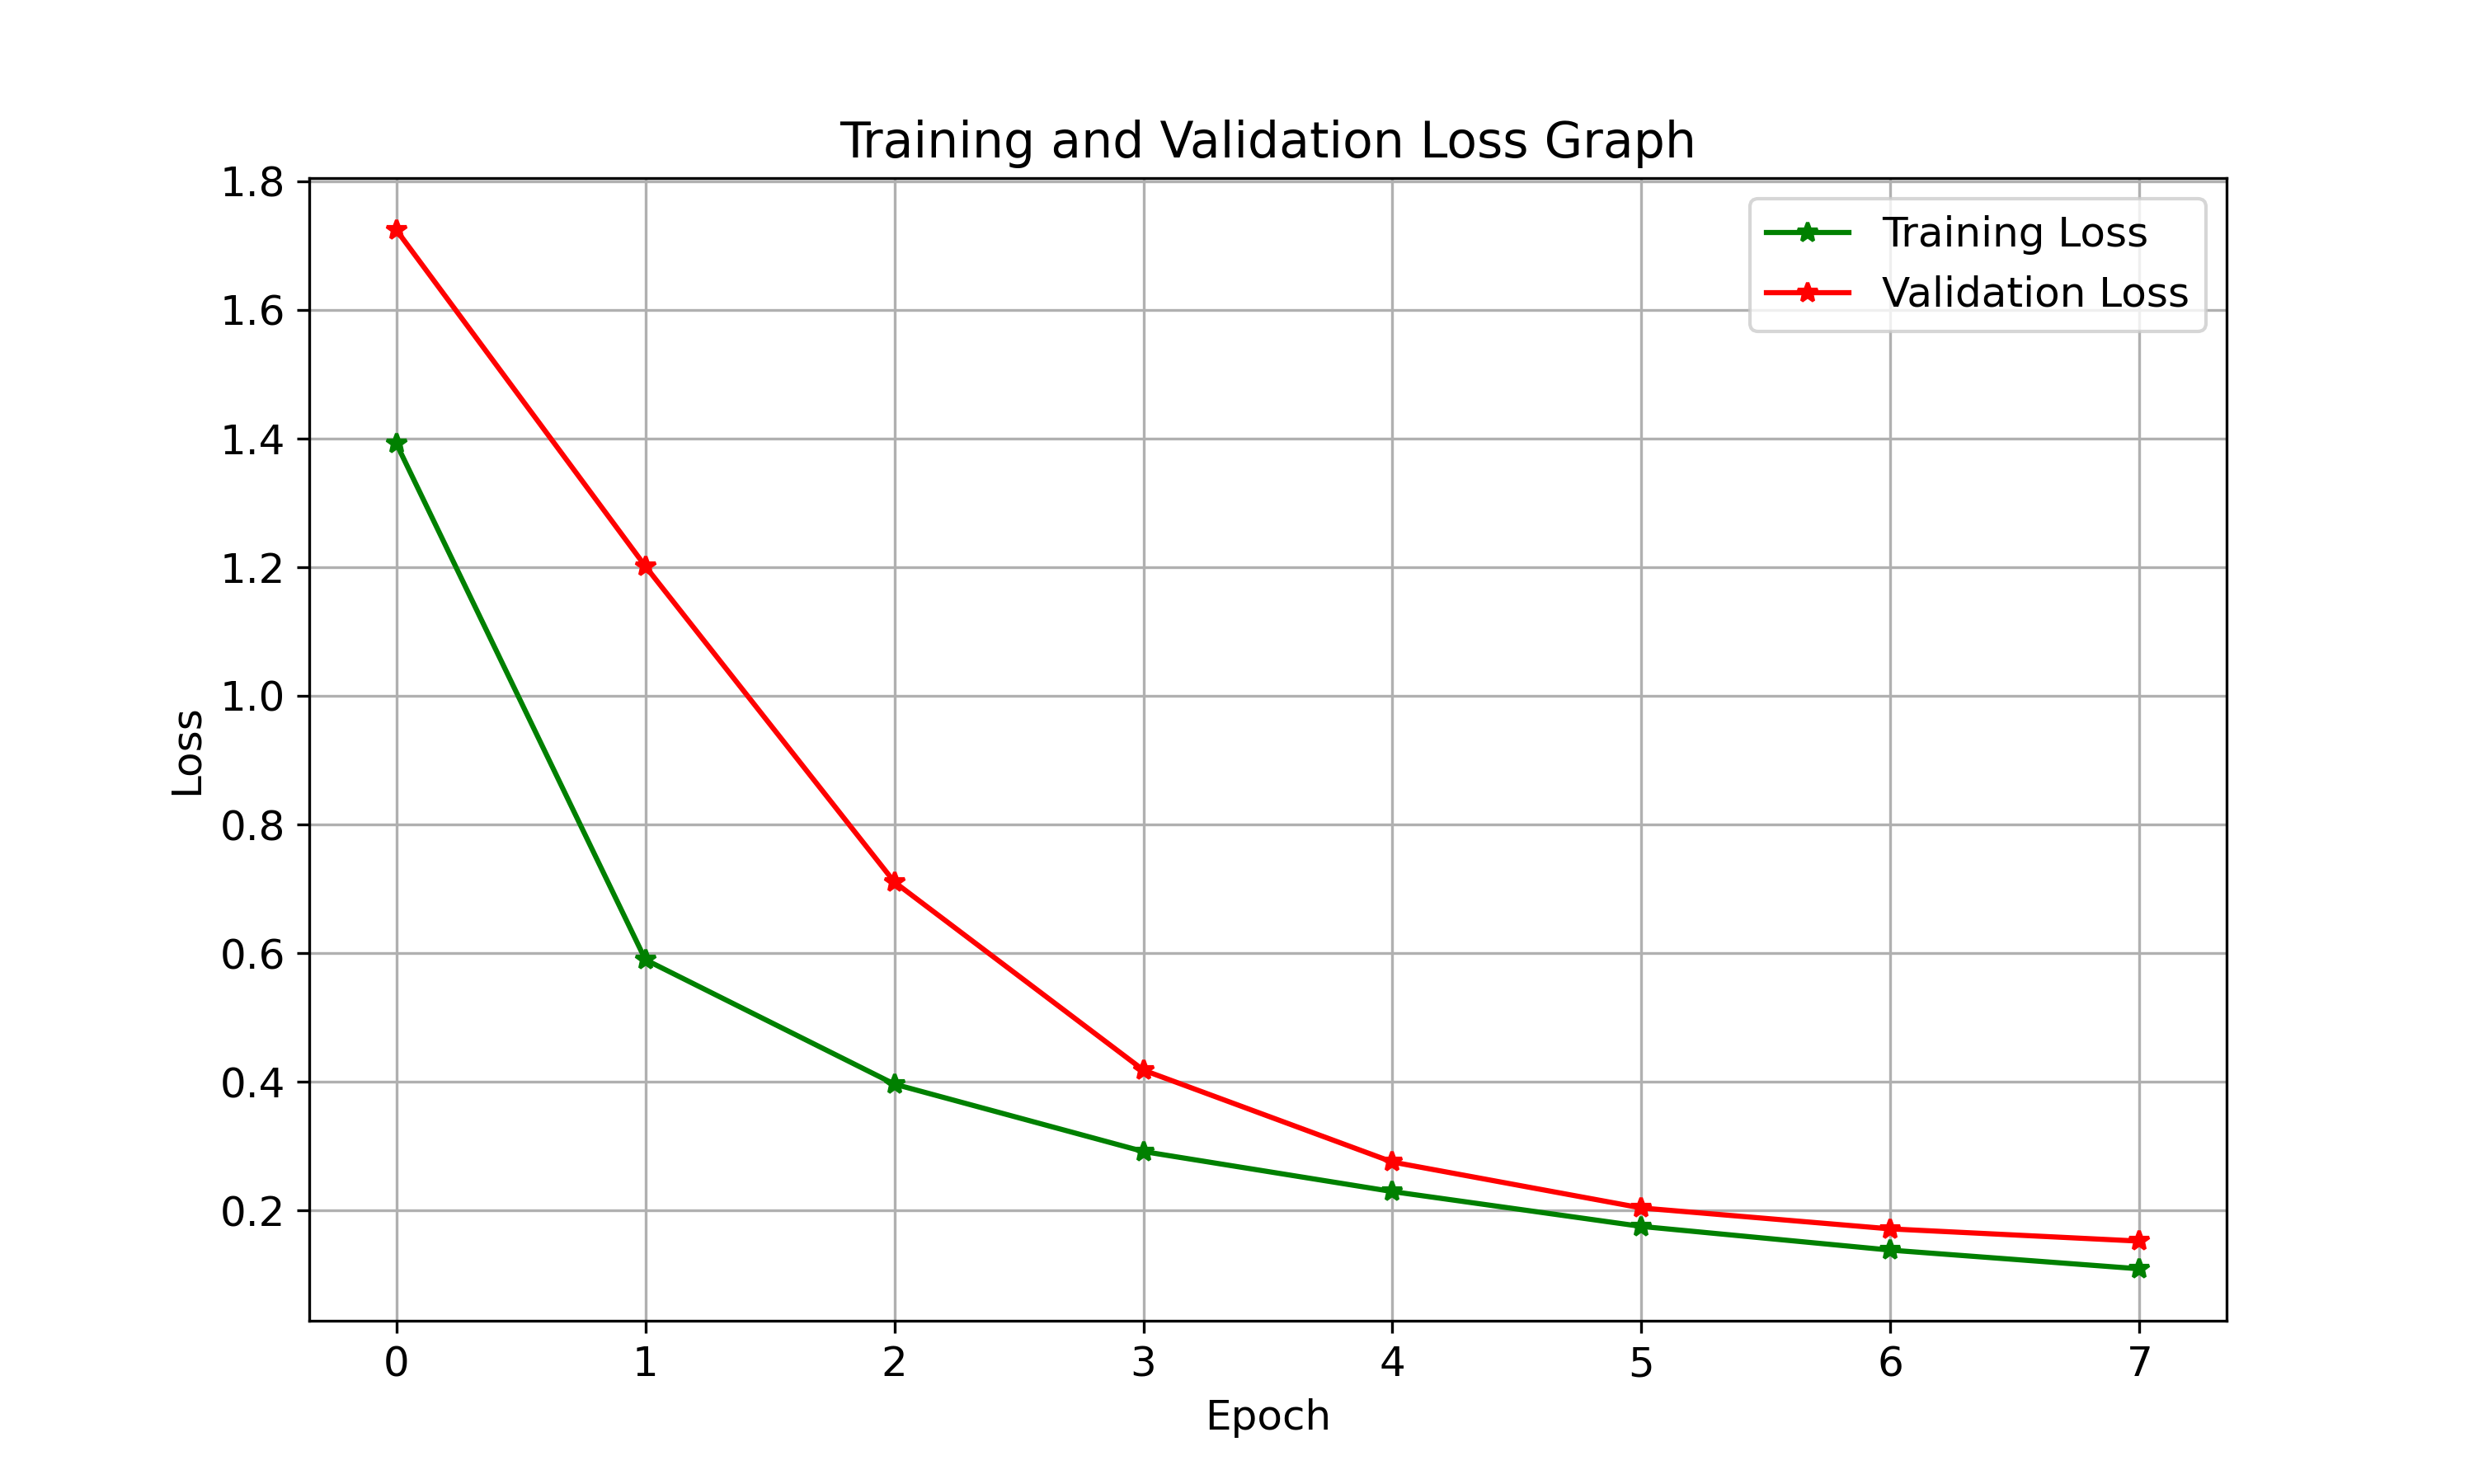 Training and Validation Loss Graph
Training Loss
Validation Loss
1.8
1.6
1.4
1.2
1.0
0.8
0.6
0.4
0.2
Loss
0 1 2 3 4 5 6 7
Epoch